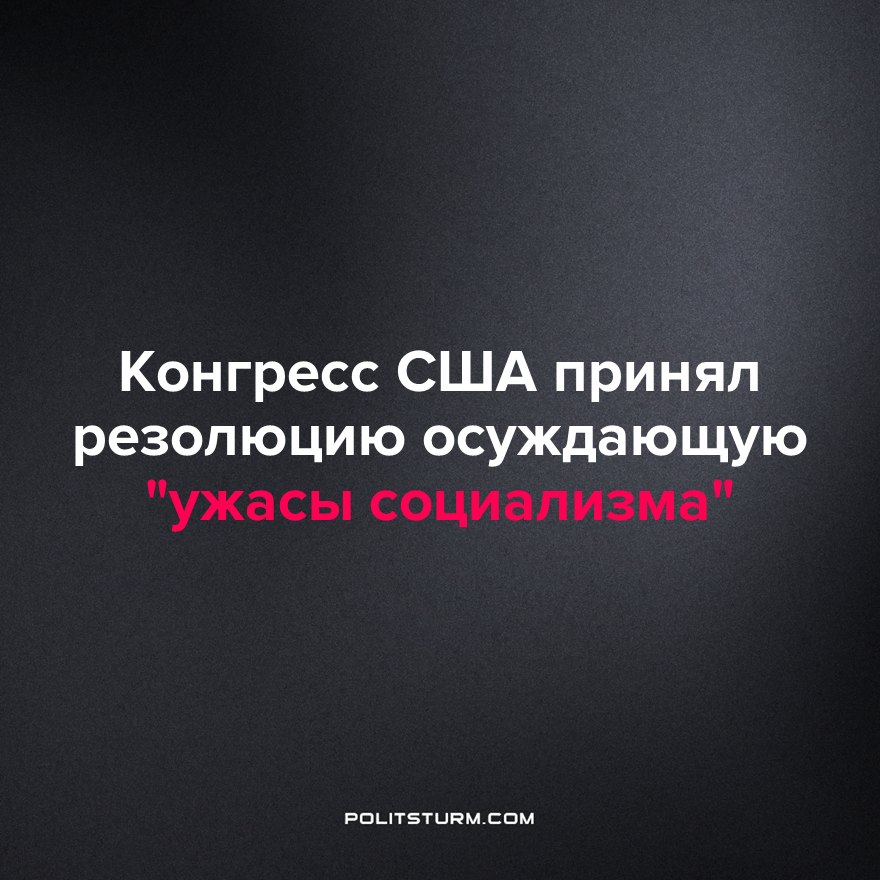 Конгресс США принял
резолюцию осуждающую
"ужасы социализма"
POLITSTURM.COM